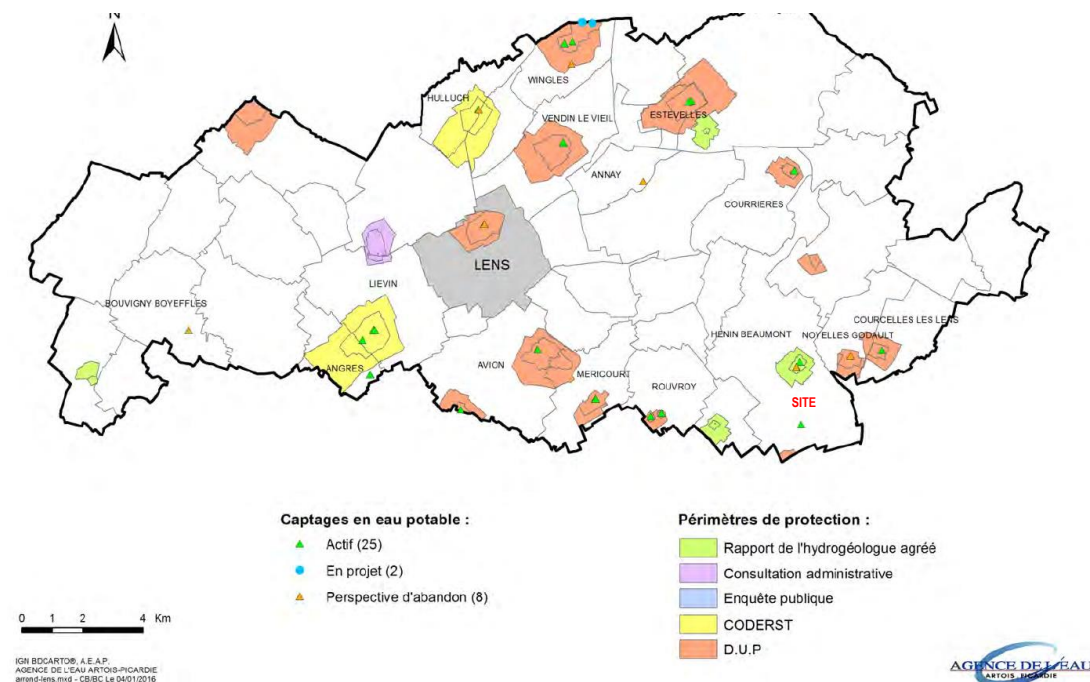 N
WINGLES
HULLUCH
VENDIN LE VIEIL
ESTEVELLES
ANNAY
COURRIERES
LENS
LIEVIN
BOUVIGNY BOYEFFLES
COURCELLES LES LENS
HENIN BEAUMONT
NOYELLES GODAULT
ANGRES
AVION
MERICOURT
ROUVROY
SITE
Captages en eau potable :
Actif (25)
En projet (2)
Perspective d'abandon (8)
Périmètres de protection :
Rapport de l'hydrogéologue agréé
Consultation administrative
Enquête publique
CODERST
D.U.P
0 1 2 4 Km
IGN BDCARTO®, A.E.A.P.
AGENCE DE L'EAU ARTOIS-PICARDIE
arrond-lens.mxd - CB/BC Le 04/01/2016
AGENCE DE L'EAU
ARTOIS . PICARDIE